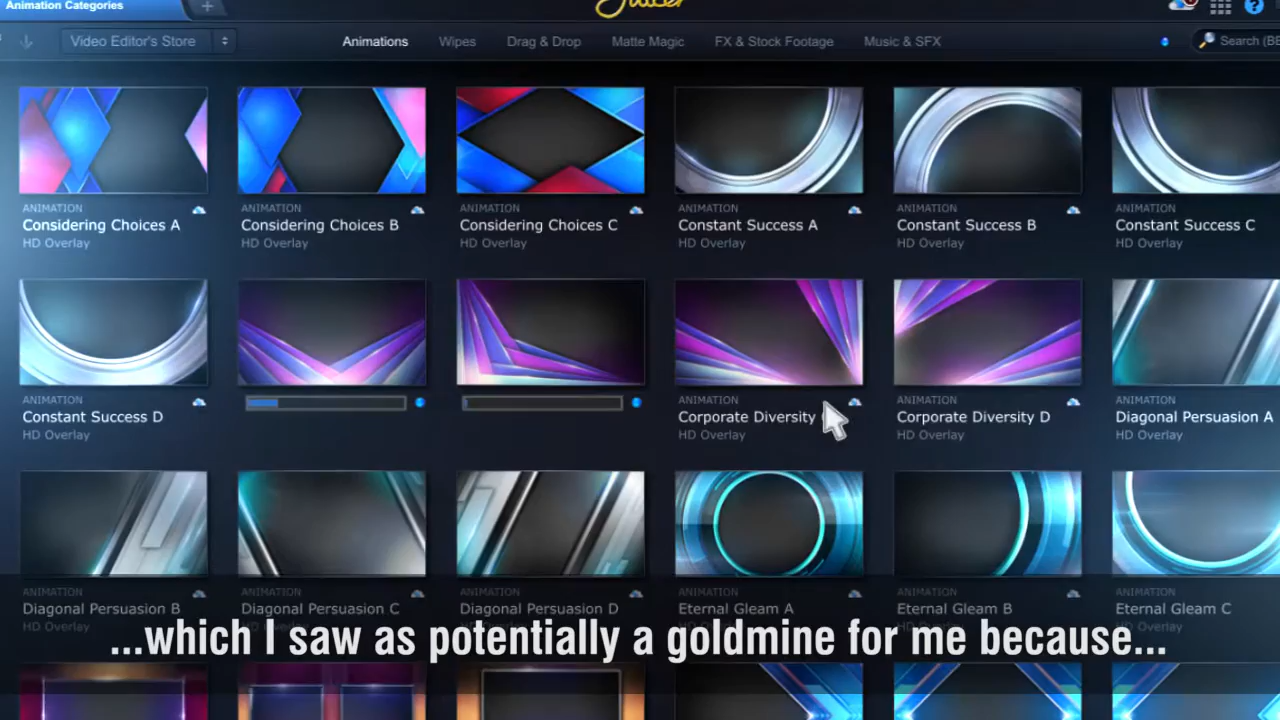 Animation Categories
+
Juicer
?
Video Editor's Store
Animations
Wipes
Drag & Drop
Matte Magic
FX & Stock Footage
Music & SFX
ANIMATION
Considering Choices A
HD Overlay
ANIMATION
Considering Choices B
HD Overlay
ANIMATION
Considering Choices C
HD Overlay
ANIMATION
Constant Success A
HD Overlay
ANIMATION
Constant Success B
HD Overlay
ANIMATION
Constant Success C
HD Overlay
ANIMATION
Constant Success D
HD Overlay
ANIMATION
Corporate Diversity
HD Overlay
ANIMATION
Corporate Diversity D
HD Overlay
ANIMATION
Diagonal Persuasion A
HD Overlay
ANIMATION
Diagonal Persuasion B
HD Overlay
ANIMATION
Diagonal Persuasion C
HD Overlay
ANIMATION
Diagonal Persuasion D
HD Overlay
ANIMATION
Eternal Gleam A
HD Overlay
ANIMATION
Eternal Gleam B
HD Overlay
ANIMATION
Eternal Gleam C
HD Overlay
...which I saw as potentially a goldmine for me because...